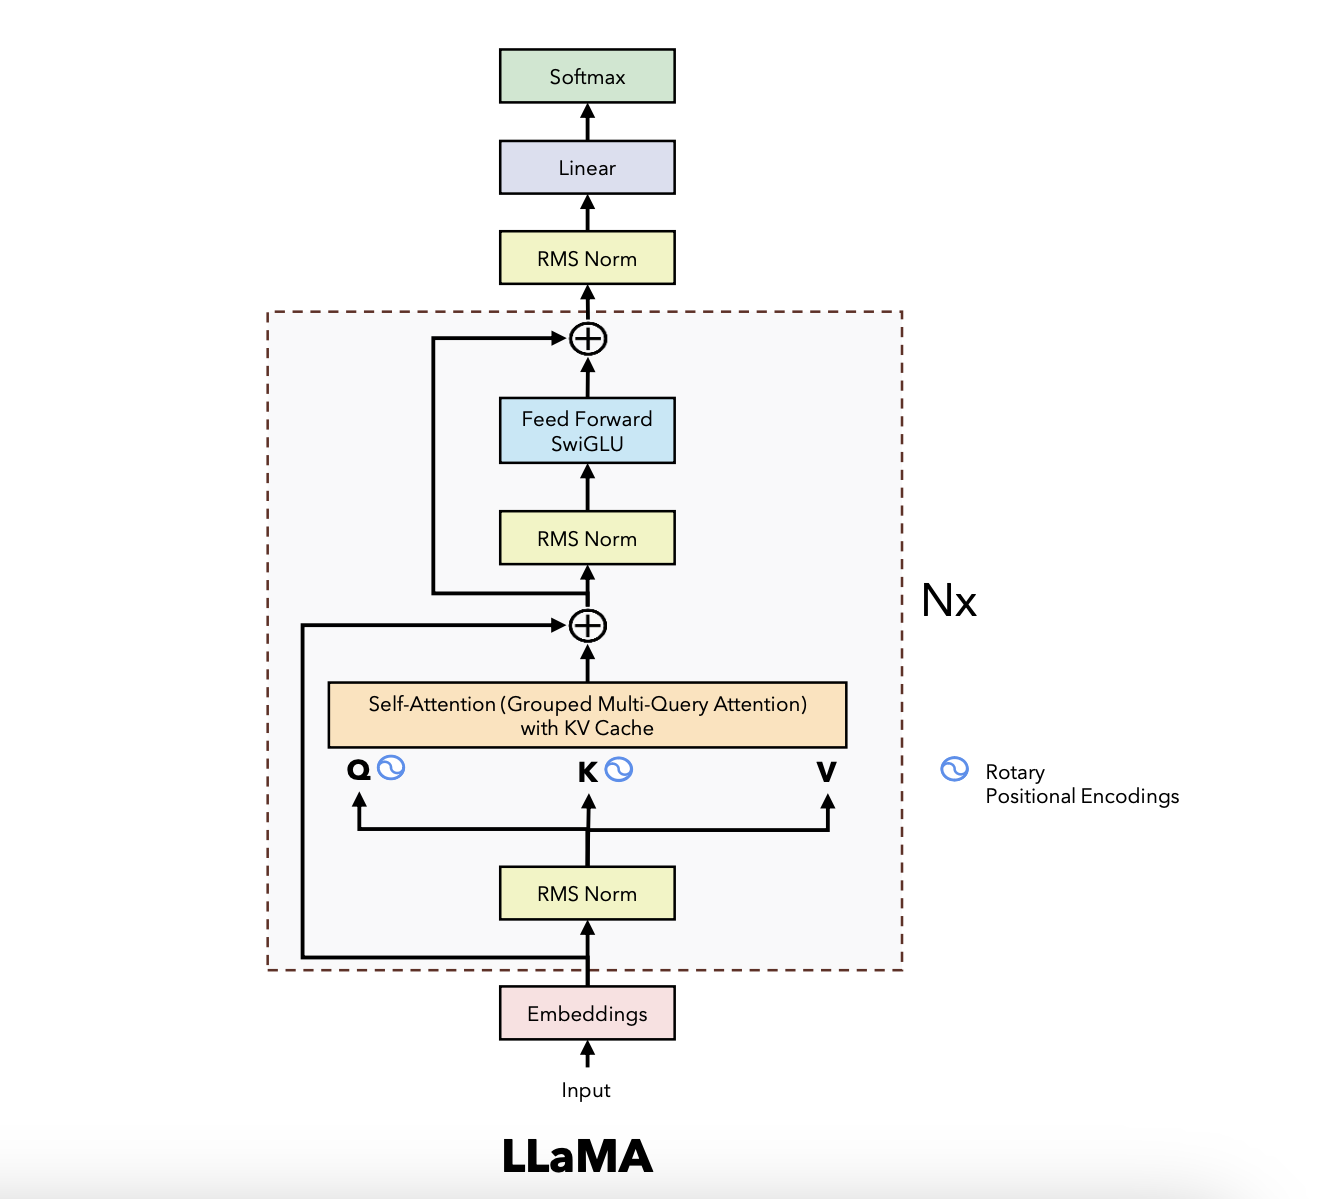 Softmax
Linear
RMS Norm
Feed Forward
SwiGLU
RMS Norm
Nx
Self-Attention (Grouped Multi-Query Attention)
with KV Cache
Q K V
Rotary
Positional Encodings
RMS Norm
Embeddings
Input
LLaMA